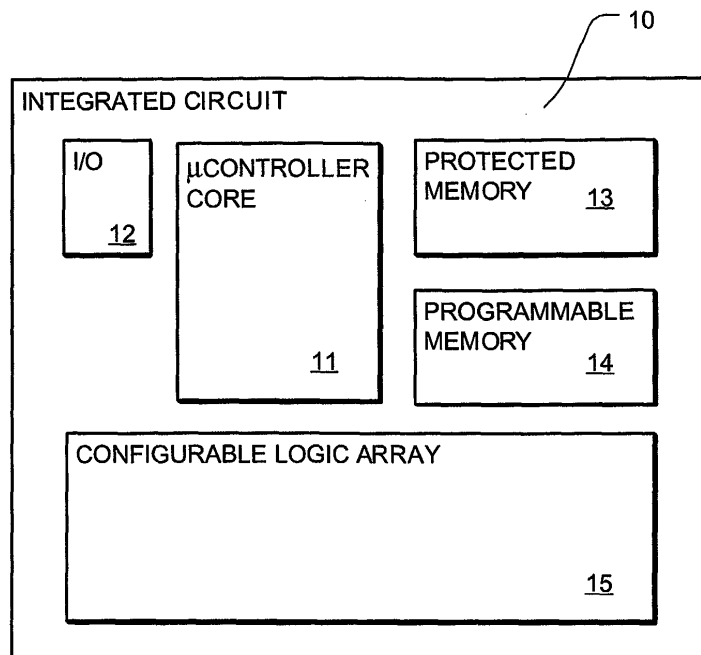 10
INTEGRATED CIRCUIT
I/O
12
μCONTROLLER
CORE
11
PROTECTED
MEMORY
13
PROGRAMMABLE
MEMORY
14
CONFIGURABLE LOGIC ARRAY
15